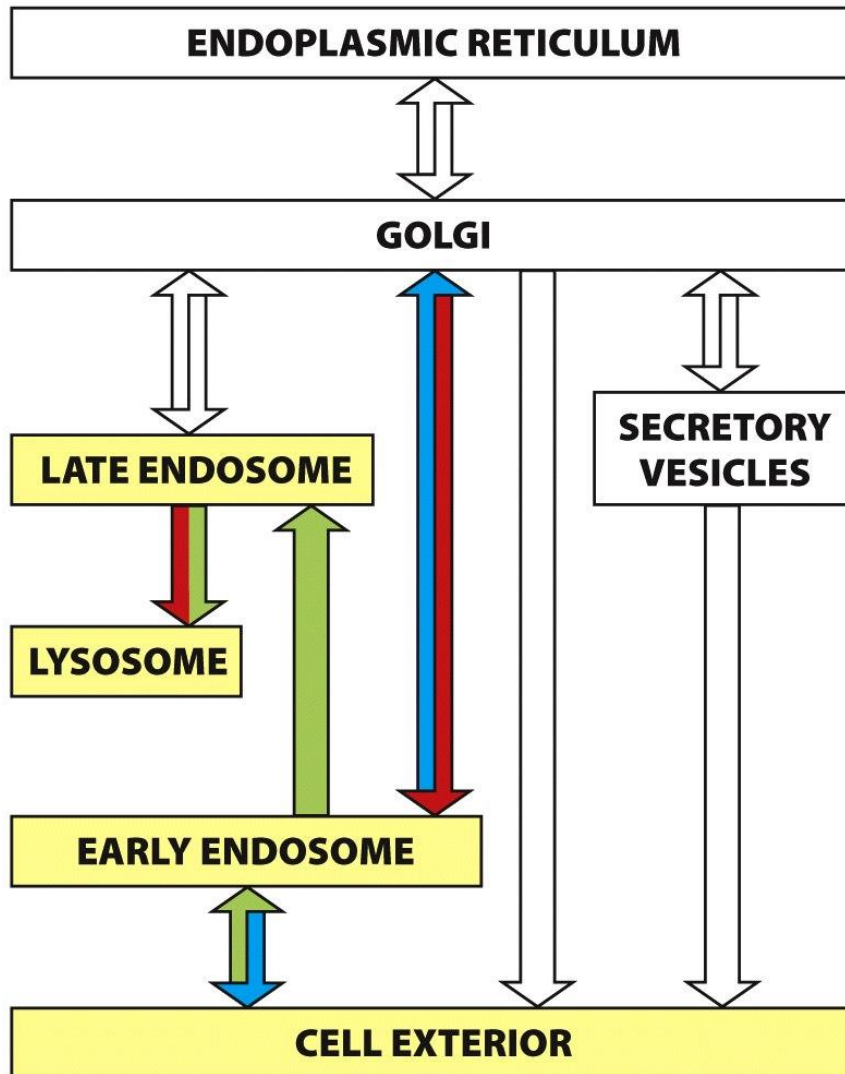 ENDOPLASMIC RETICULUM
GOLGI
LATE ENDOSOME
SECRETORY
VESICLES
LYSOSOME
EARLY ENDOSOME
CELL EXTERIOR